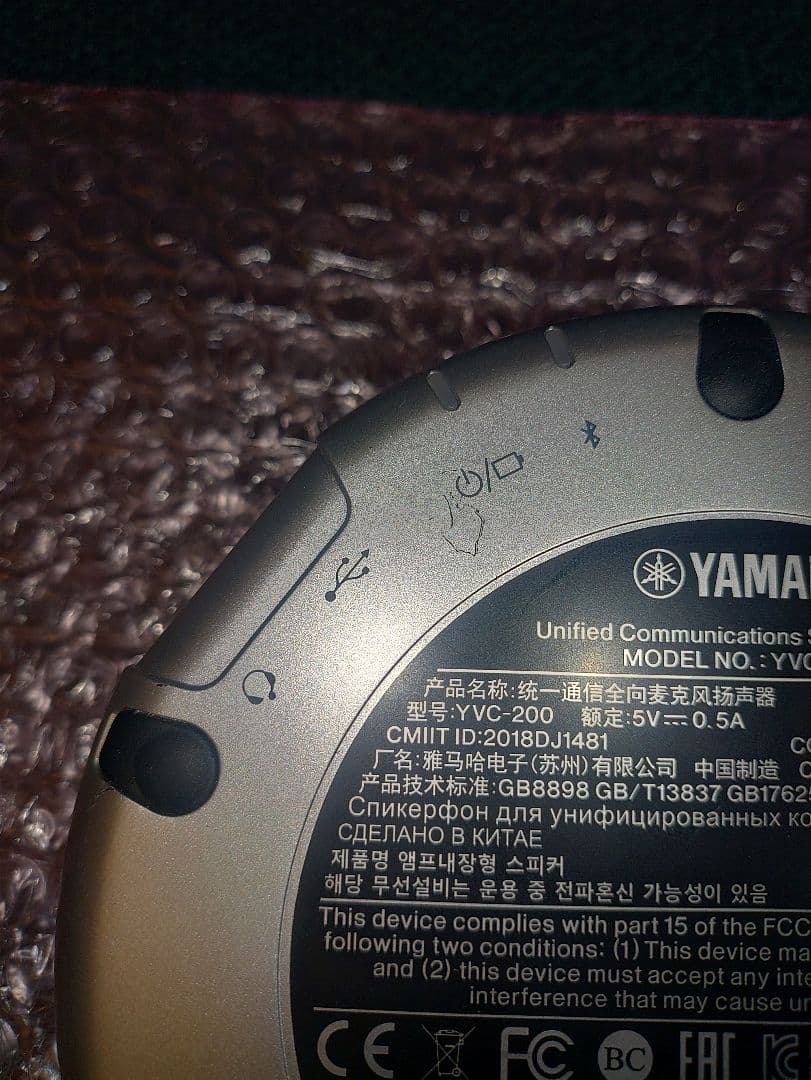 YAMA
Unified Communications
MODEL NO.: YVC
产品名称:统一通信全向麦克风扬声器
型号:YVC-200 额定:5V⎓0.5A
CMIIT ID:2018DJ1481
厂名:雅马哈电子(苏州)有限公司 中国制造
产品技术标准:GB8898 GB/T13837 GB1762
Спикерфон для унифицированных ко
СДЕЛАНО В КИТАЕ
제품명 앰프내장형 스피커
해당 무선설비는 운용 중 전파혼신 가능성이 있음
This device complies with part 15 of the FCC
following two conditions: (1) This device ma
and (2) this device must accept any inte
interference that may cause un
CE FC BC EAC